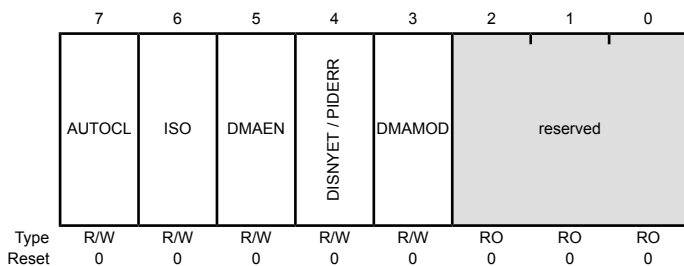 7 6 5 4 3 2 1 0
AUTOCL ISO DMAEN DISNYET / PIDERR DMAMOD reserved
Type R/W R/W R/W R/W R/W RO RO RO
Reset 0 0 0 0 0 0 0 0